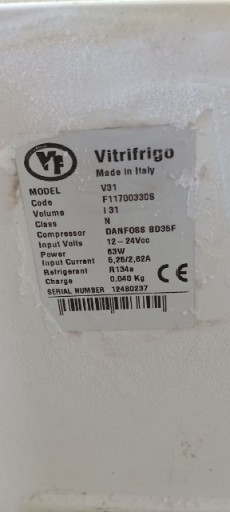 VF Vitrifrigo
Made in Italy
MODEL V31
Code F11700330S
Volume l 31
Class N
Compressor DANFOSS BD35F
Input Volts 12-24Vcc
Power 63W
Input Current 5,25/2,62A
Refrigerant R134a
Charge 0,040 Kg CE
SERIAL NUMBER 12480237